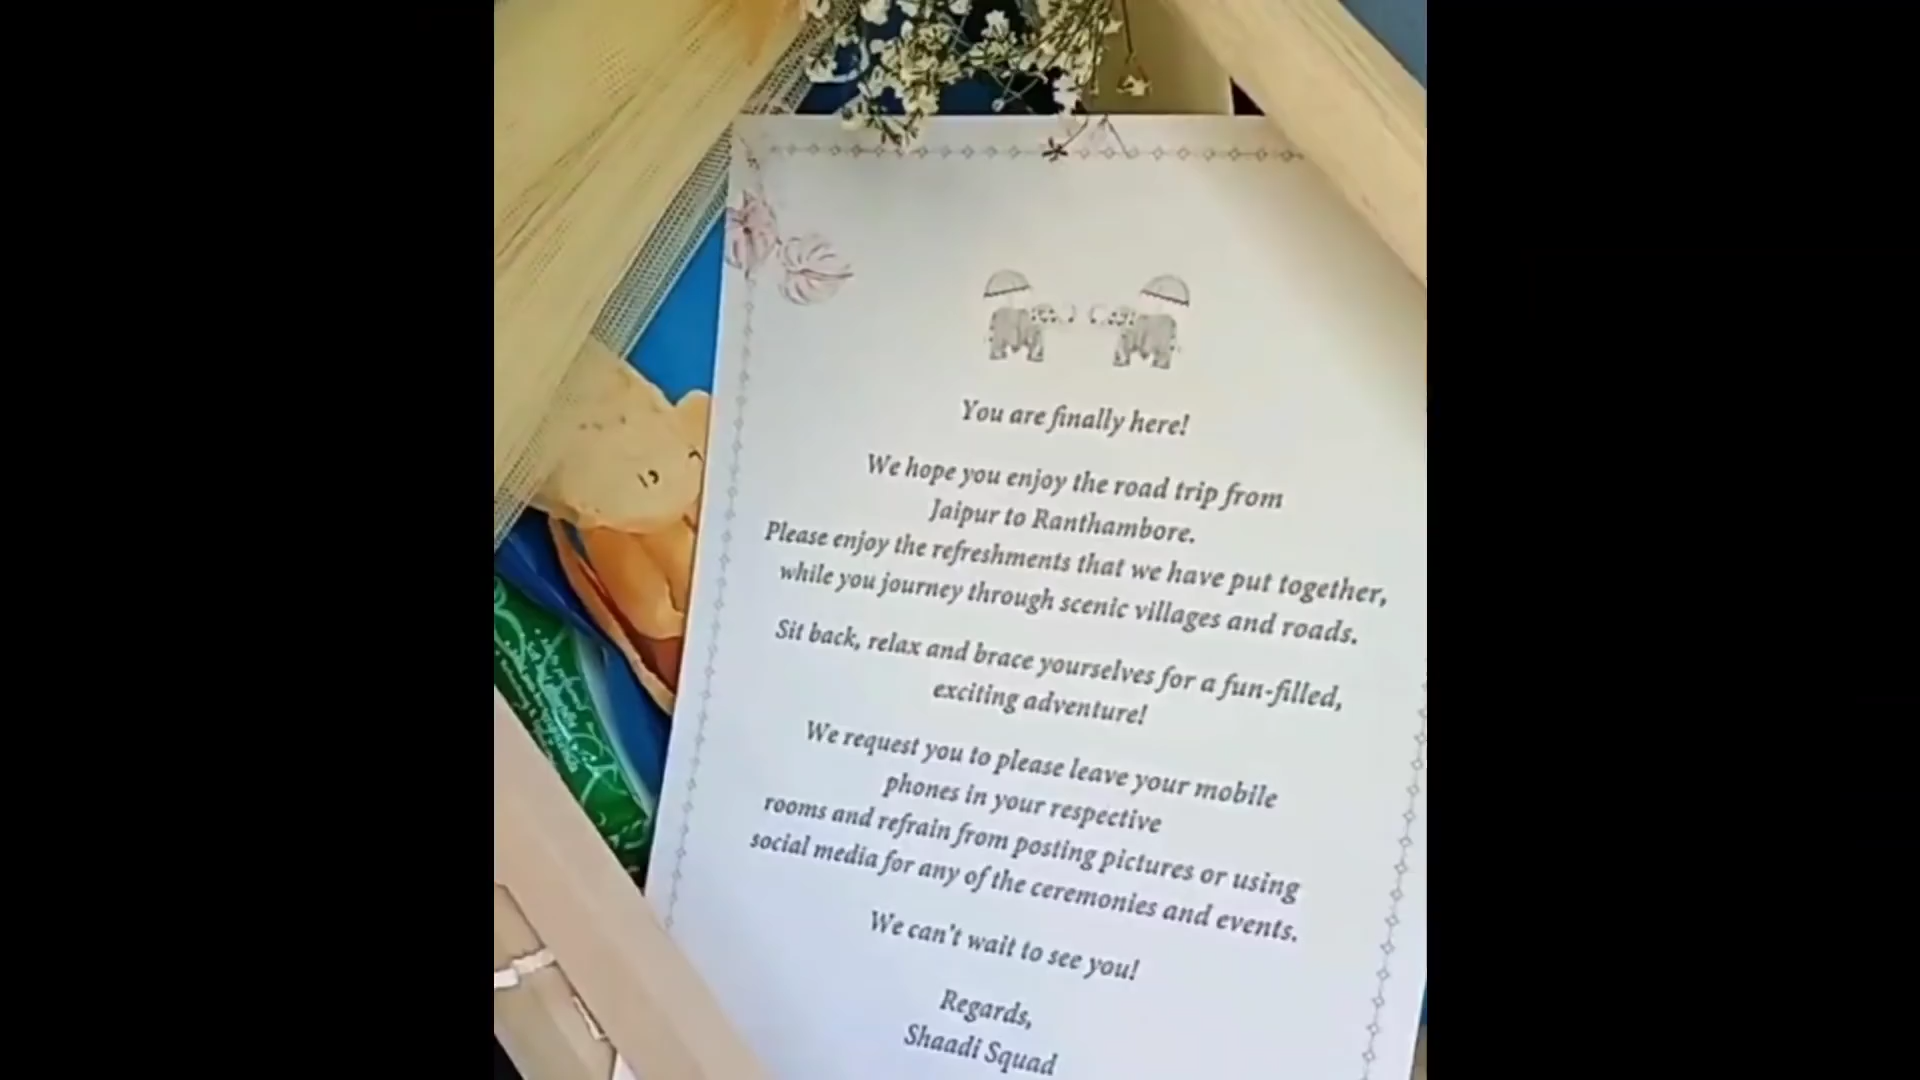 You are finally here!
We hope you enjoy the road trip from
Jaipur to Ranthambore.
Please enjoy the refreshments that we have put together,
while you journey through scenic villages and roads.
Sit back, relax and brace yourselves for a fun-filled,
exciting adventure!
We request you to please leave your mobile
phones in your respective
rooms and refrain from posting pictures or using
social media for any of the ceremonies and events.
We can't wait to see you!
Regards,
Shaadi Squad